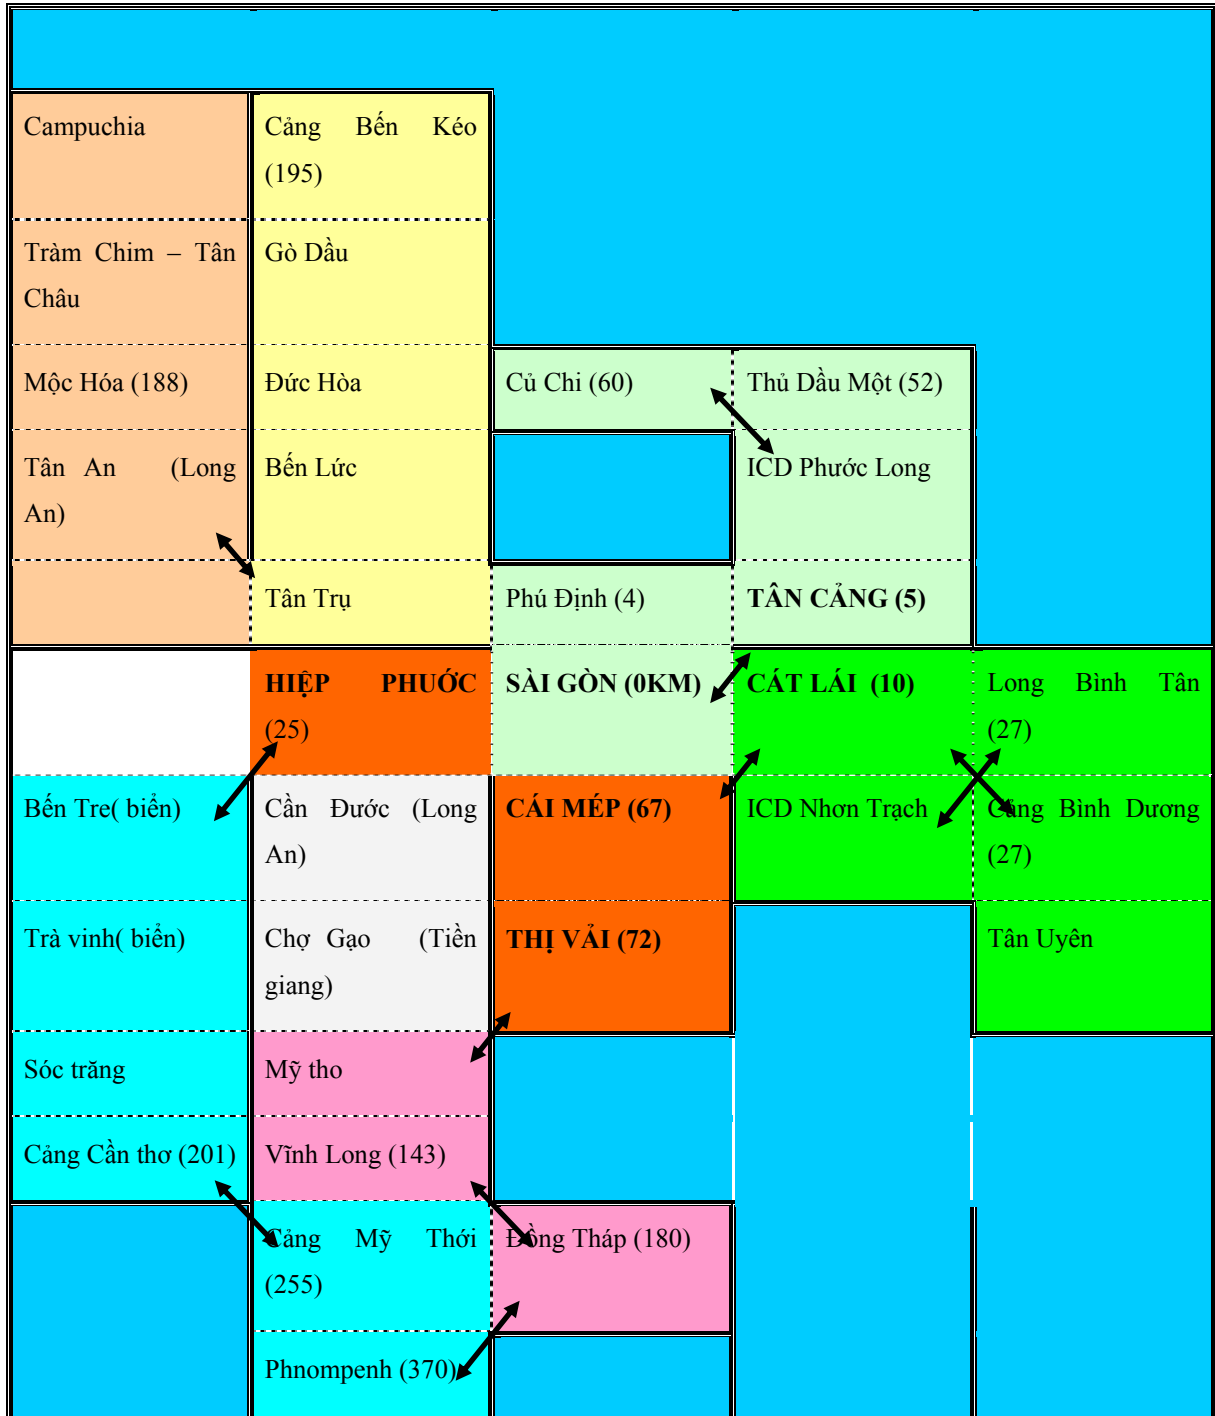 Campuchia
Cảng Bến Kéo
(195)
Tràm Chim – Tân
Châu
Gò Dầu
Mộc Hóa (188)
Đức Hòa
Củ Chi (60)
Thủ Dầu Một (52)
Tân An (Long
An)
Bến Lức
ICD Phước Long
Tân Trụ
Phú Định (4)
TÂN CẢNG (5)
HIỆP PHUỚC
(25)
SÀI GÒN (0KM)
CÁT LÁI (10)
Long Bình Tân
(27)
Bến Tre( biển)
Cần Đước (Long
An)
CÁI MÉP (67)
ICD Nhơn Trạch
Cảng Bình Dương
(27)
Trà vinh( biển)
Chợ Gạo (Tiền
giang)
THỊ VẢI (72)
Tân Uyên
Sóc trăng
Mỹ tho
Cảng Cần thơ (201)
Vĩnh Long (143)
Cảng Mỹ Thới
(255)
Đồng Tháp (180)
Phnompenh (370)